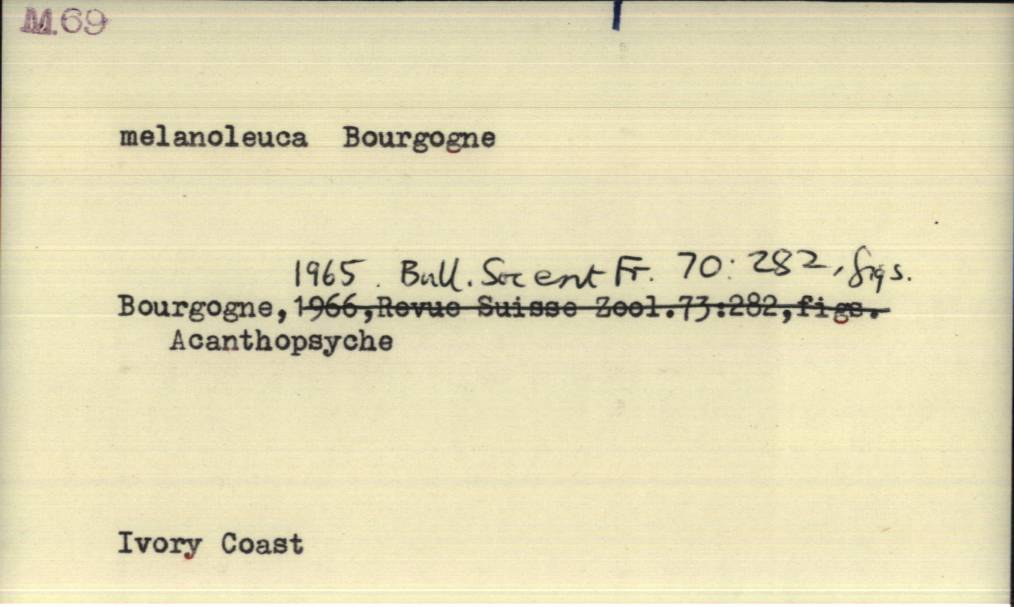 M.69
melanoleuca Bourgogne
1965. Bull. Soc ent Fr. 70: 282, figs.
Bourgogne, 1966, Revue Suisse Zool. 73:282, figs.
Acanthopsyche
Ivory Coast